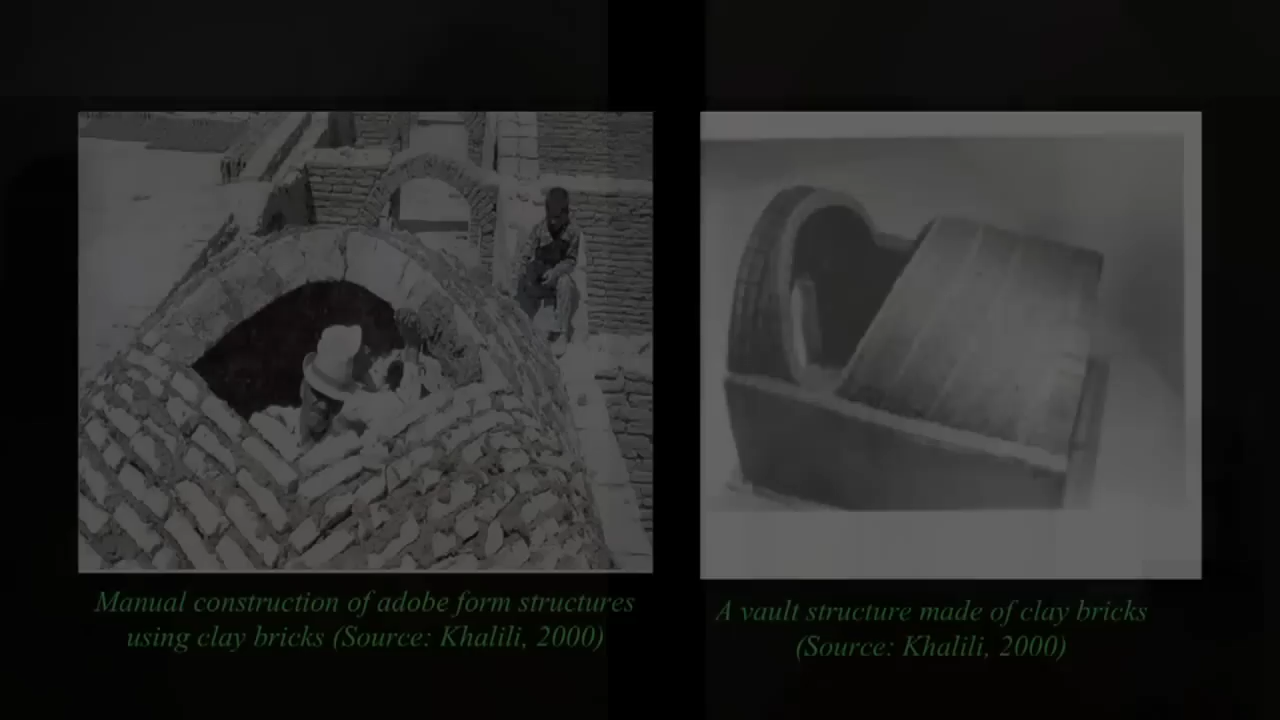 Manual construction of adobe form structures
using clay bricks (Source: Khalili, 2000)
A vault structure made of clay bricks
(Source: Khalili, 2000)